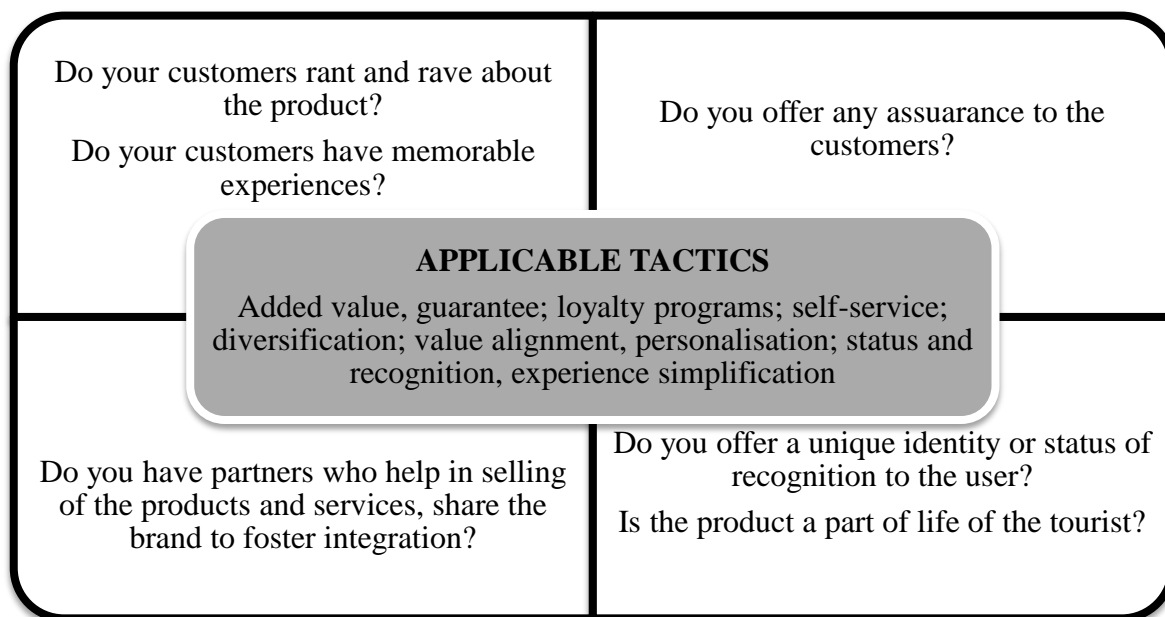 Do your customers rant and rave about
the product?
Do your customers have memorable
experiences?
Do you offer any assuarance to the
customers?
APPLICABLE TACTICS
Added value, guarantee; loyalty programs; self-service;
diversification; value alignment, personalisation; status and
recognition, experience simplification
Do you have partners who help in selling
of the products and services, share the
brand to foster integration?
Do you offer a unique identity or status of
recognition to the user?
Is the product a part of life of the tourist?